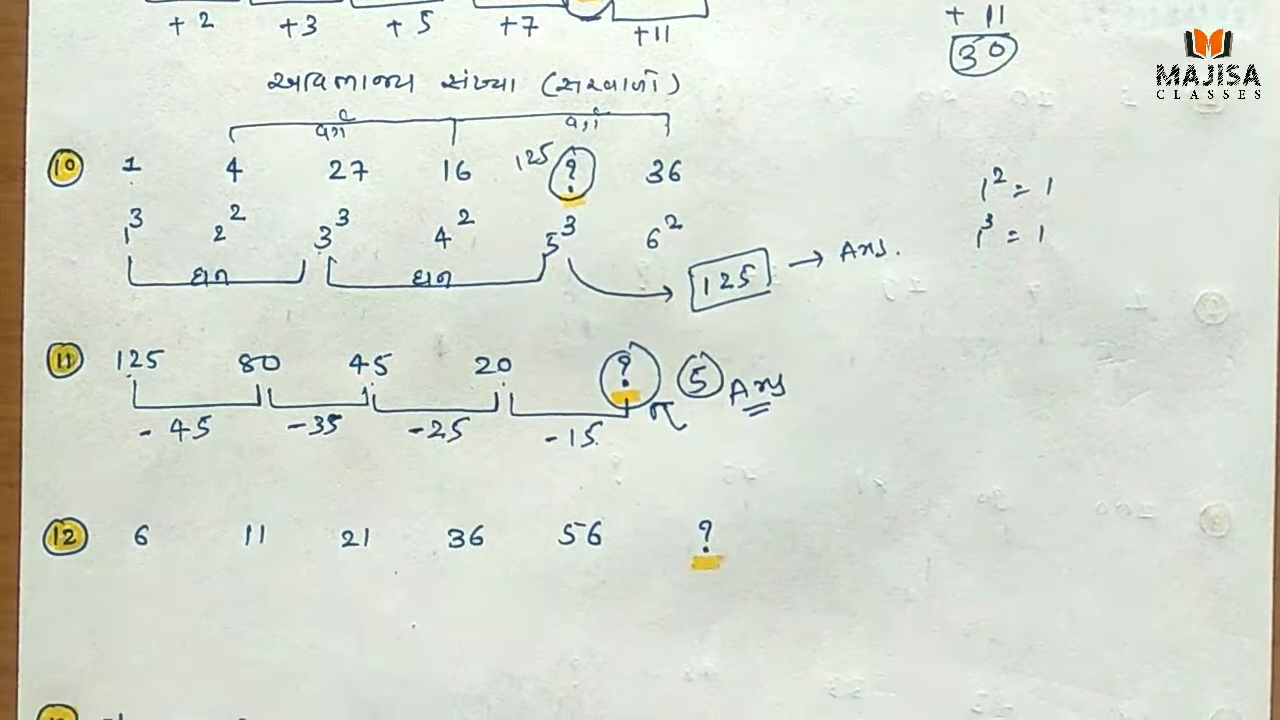 + 2 + 3 + 5 + 7 + 11
+ 11
30
MAJISA
CLASSES
અવિભાજ્ય સંખ્યા (સરવાળો)
વર્ગ વર્ગ
10 1 4 27 16 125 ? 36
1³ 2² 3³ 4² 5³ 6²
ઘન ઘન
125 → Ans.
1² = 1
1³ = 1
11 125 80 45 20 ? 5 Ans
- 45 - 35 - 25 - 15
12 6 11 21 36 56 ?